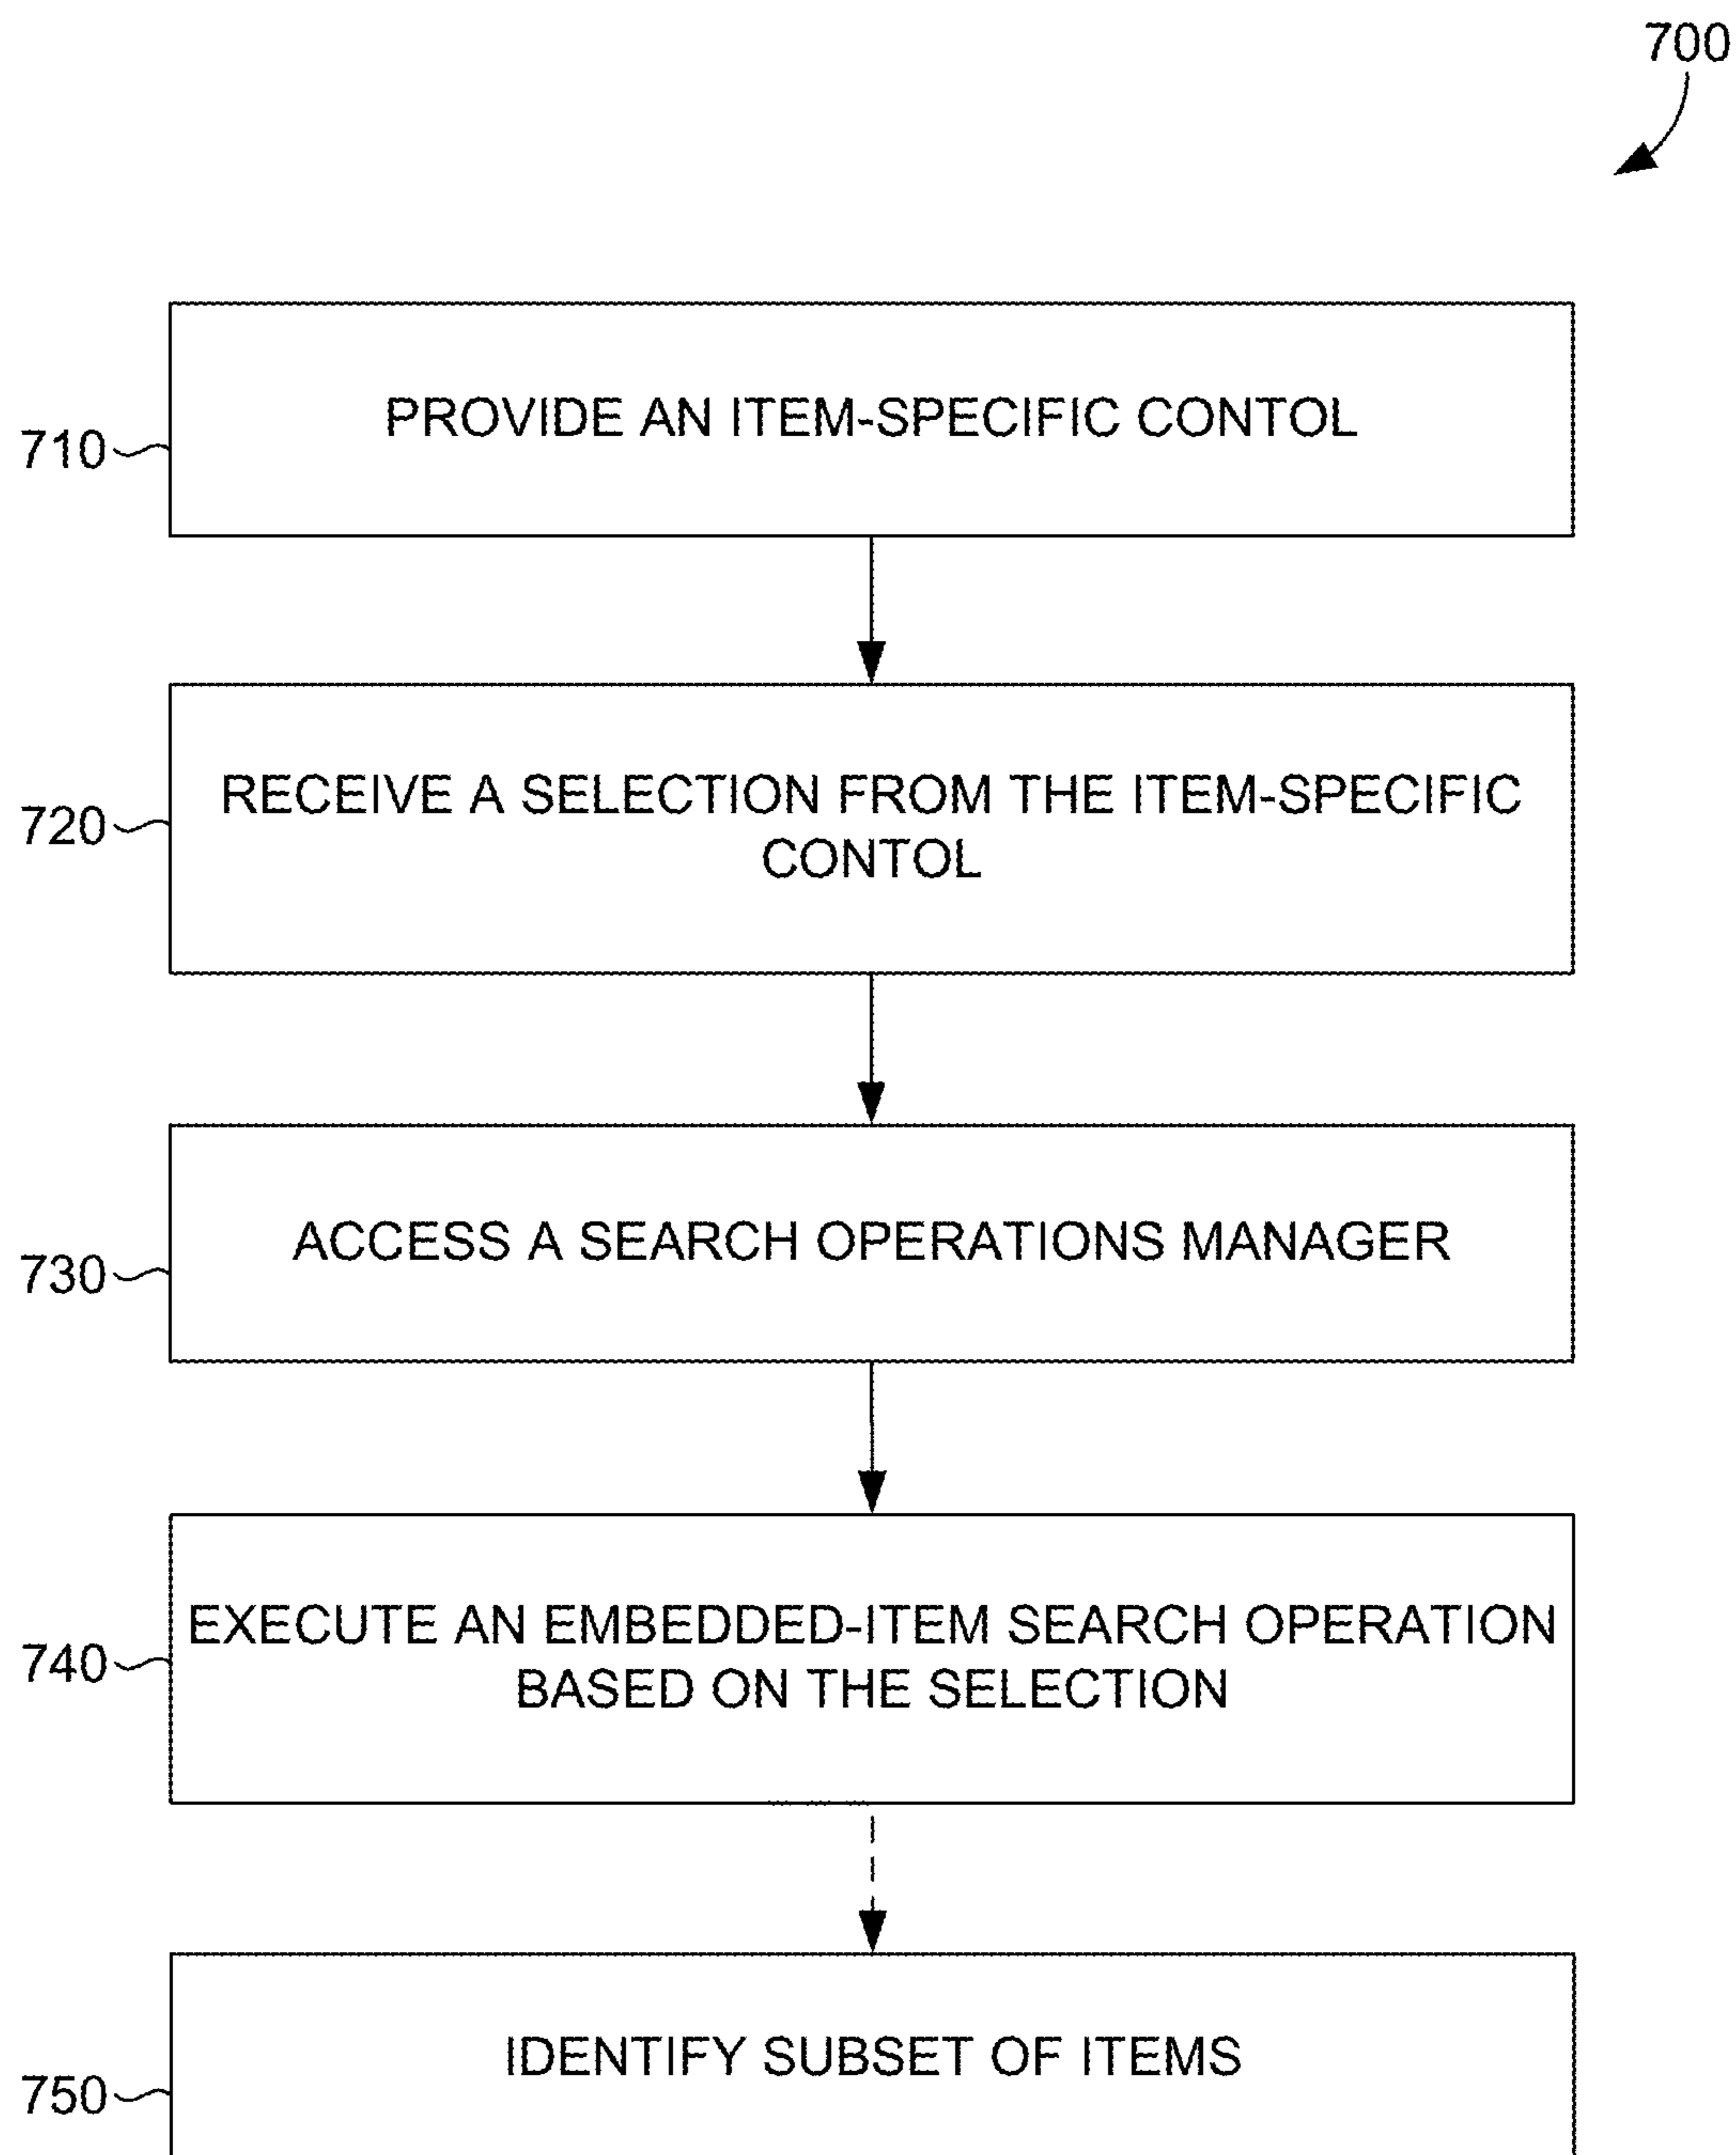 700
PROVIDE AN ITEM-SPECIFIC CONTOL
710
RECEIVE A SELECTION FROM THE ITEM-SPECIFIC
CONTOL
720
ACCESS A SEARCH OPERATIONS MANAGER
730
EXECUTE AN EMBEDDED-ITEM SEARCH OPERATION
BASED ON THE SELECTION
740
IDENTIFY SUBSET OF ITEMS
750